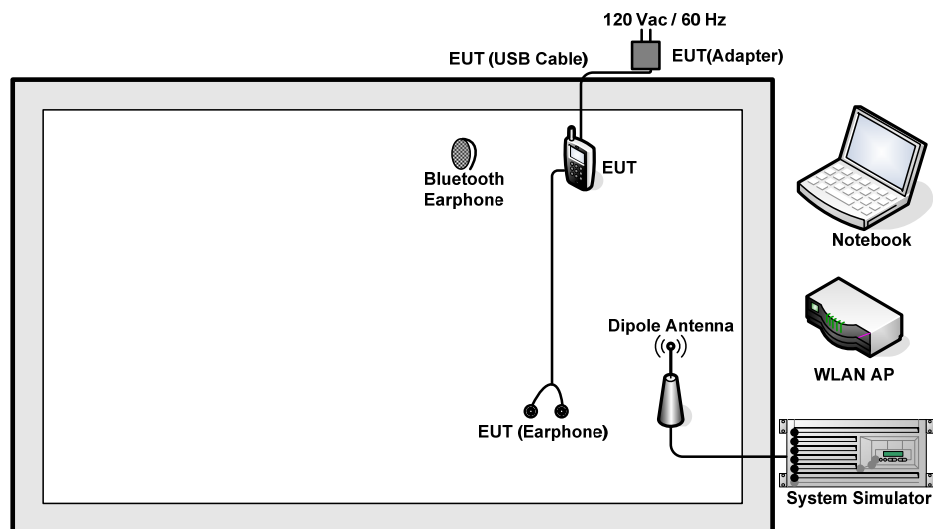 120 Vac / 60 Hz
EUT (USB Cable)
EUT(Adapter)
Bluetooth
Earphone
EUT
Notebook
Dipole Antenna
WLAN AP
EUT (Earphone)
System Simulator